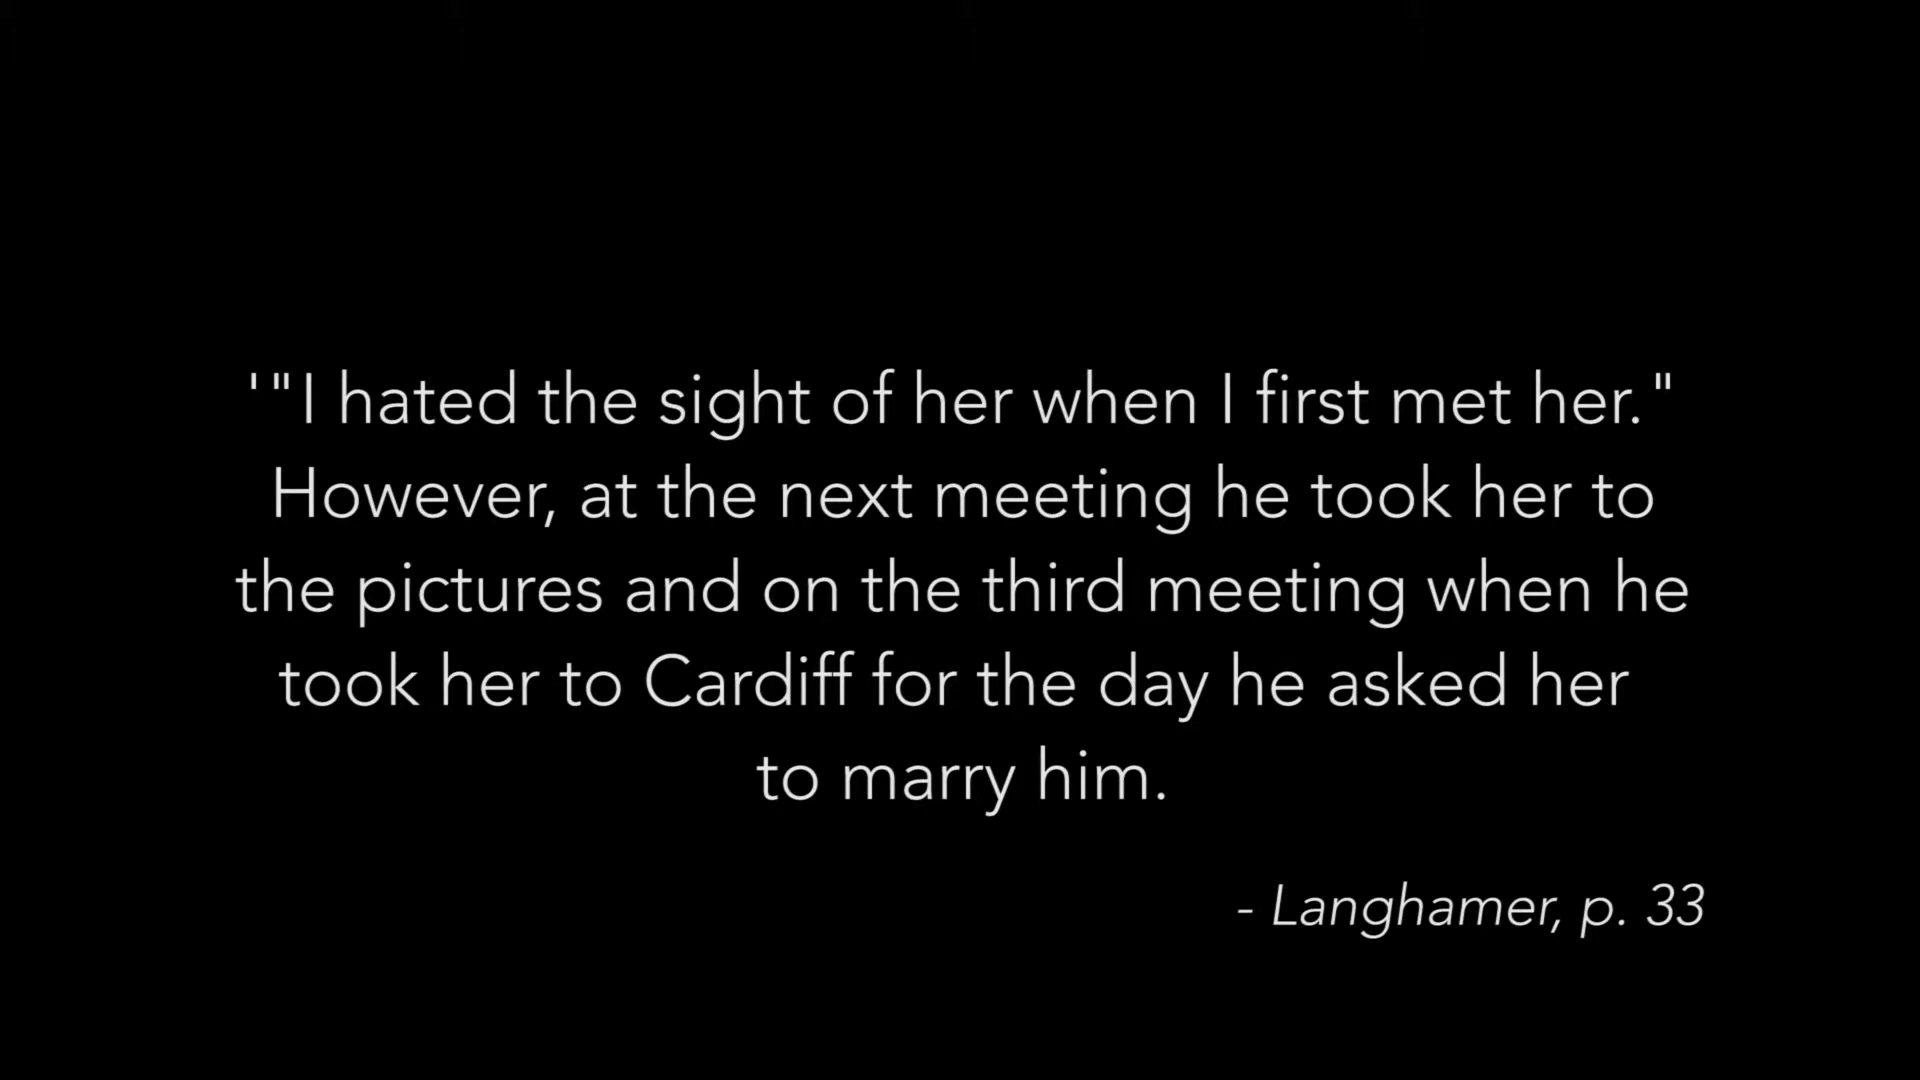 '"I hated the sight of her when I first met her."
However, at the next meeting he took her to
the pictures and on the third meeting when he
took her to Cardiff for the day he asked her
to marry him.
- Langhamer, p. 33